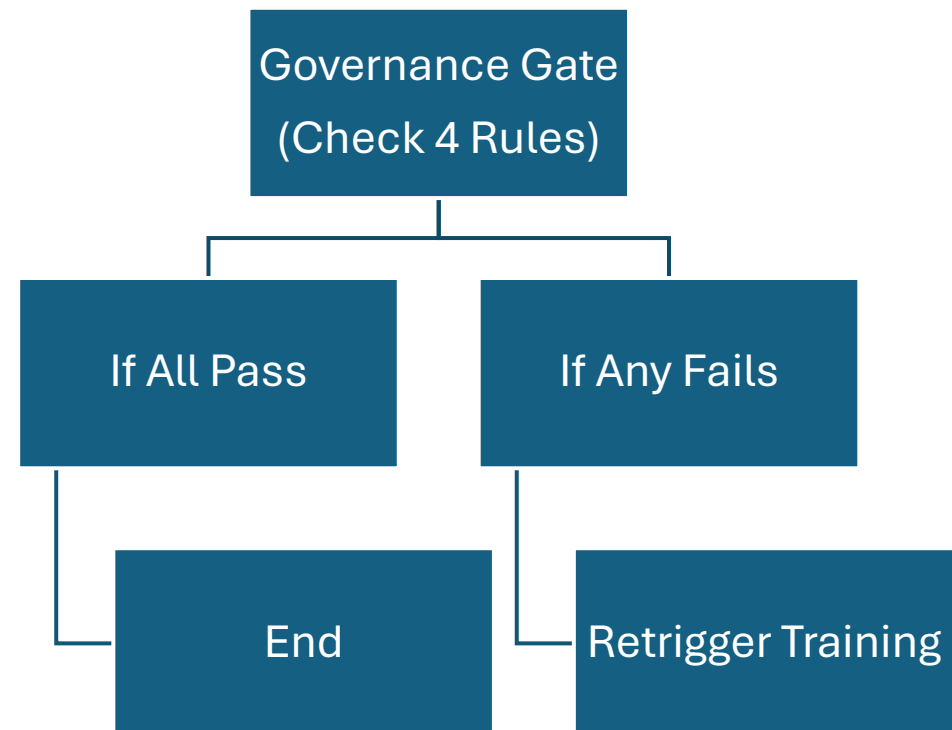 Governance Gate
(Check 4 Rules)
If All Pass
If Any Fails
End
Retrigger Training